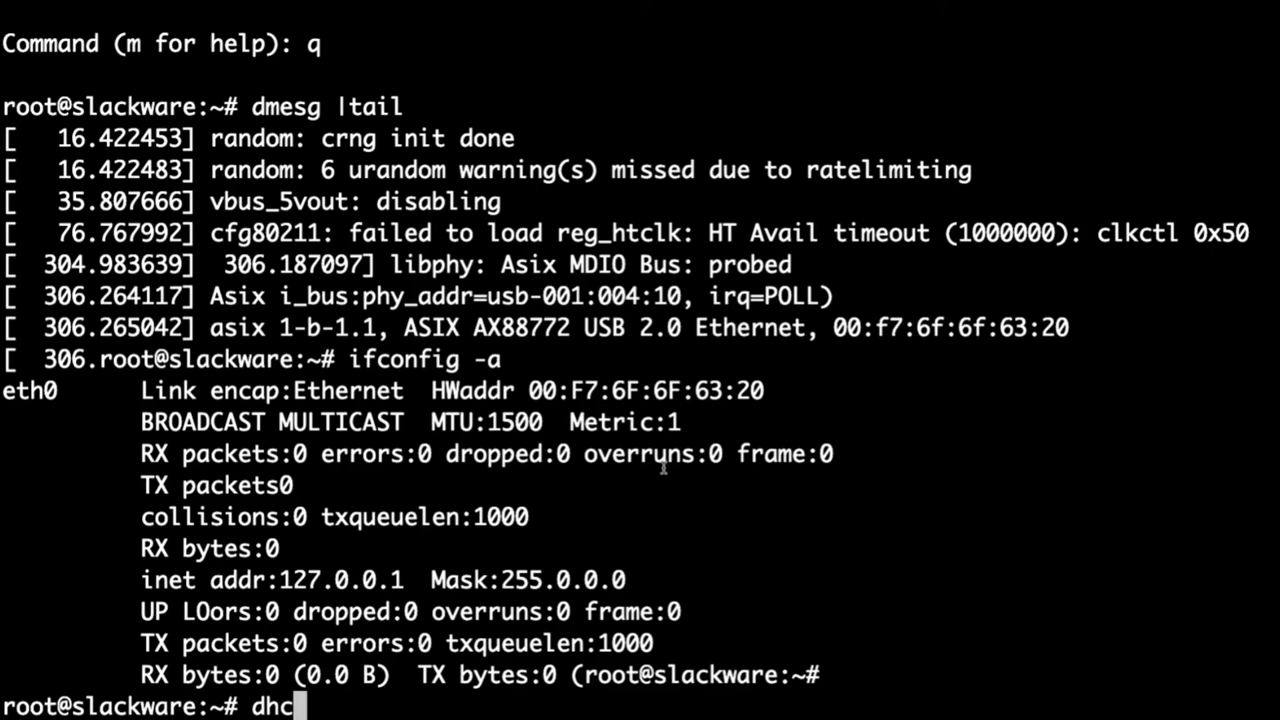 Command (m for help): q
root@slackware:~# dmesg |tail
[   16.422453] random: crng init done
[   16.422483] random: 6 urandom warning(s) missed due to ratelimiting
[   35.807666] vbus_5vout: disabling
[   76.767992] cfg80211: failed to load reg_htclk: HT Avail timeout (1000000): clkctl 0x50
[  304.983639]  306.187097] libphy: Asix MDIO Bus: probed
[  306.264117] Asix i_bus:phy_addr=usb-001:004:10, irq=POLL)
[  306.265042] asix 1-b-1.1, ASIX AX88772 USB 2.0 Ethernet, 00:f7:6f:6f:63:20
[  306.root@slackware:~# ifconfig -a
eth0      Link encap:Ethernet  HWaddr 00:F7:6F:6F:63:20
          BROADCAST MULTICAST  MTU:1500  Metric:1
          RX packets:0 errors:0 dropped:0 overruns:0 frame:0
          TX packets0
          collisions:0 txqueuelen:1000
          RX bytes:0
          inet addr:127.0.0.1  Mask:255.0.0.0
          UP LOors:0 dropped:0 overruns:0 frame:0
          TX packets:0 errors:0 txqueuelen:1000
          RX bytes:0 (0.0 B)  TX bytes:0 (root@slackware:~#
root@slackware:~# dhc